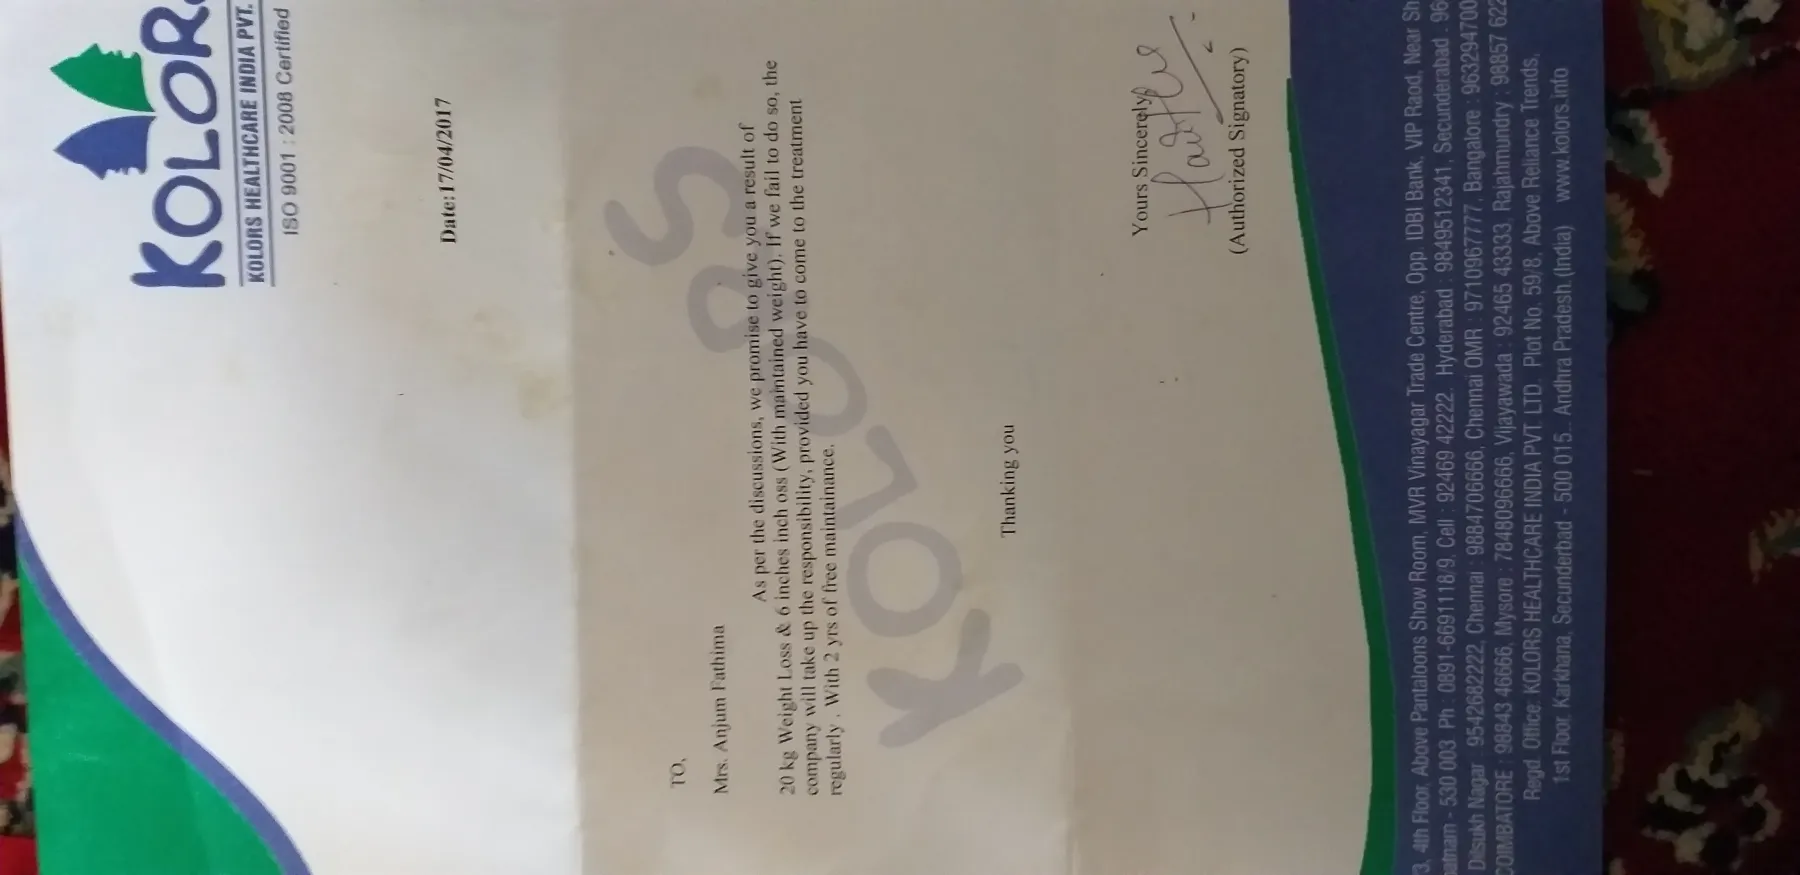 KOLOR
KOLORS HEALTHCARE INDIA PVT.
ISO 9001 : 2008 Certified
Date:17/04/2017
TO,
Mrs. Anjum Fathima
As per the discussions, we promise to give you a result of
20 kg Weight Loss & 6 inches inch oss (With maintained weight). If we fail to do so, the
company will take up the responsibility, provided you have to come to the treatment
regularly . With 2 yrs of free maintainance.
KOLORS
Thanking you
Yours Sincerely
(Authorized Signatory)
3, 4th Floor, Above Pantaloons Show Room, MVR Vinayagar Trade Centre, Opp. IDBI Bank, VIP Raod, Near Sh
atnam - 530 003 Ph : 0891-6691118/9 Cell : 92469 42222. Hyderabad : 9849512341, Secunderabad . 96
Dilsukh Nagar 9542682222, Chennai : 9884706666, Chennai OMR : 9710967777, Bangalore : 963294700
COIMBATORE : 98843 46666, Mysore : 7848096666, Vijayawada : 92465 43333, Rajahmundry : 98857 622
Regd. Office: KOLORS HEALTHCARE INDIA PVT. LTD. Plot No. 59/8, Above Reliance Trends,
1st Floor, Karkhana, Secunderbad - 500 015.. Andhra Pradesh,(India) www.kolors.info